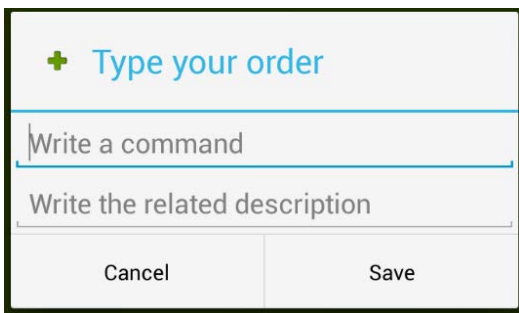 Type your order
Write a command
Write the related description
Cancel
Save